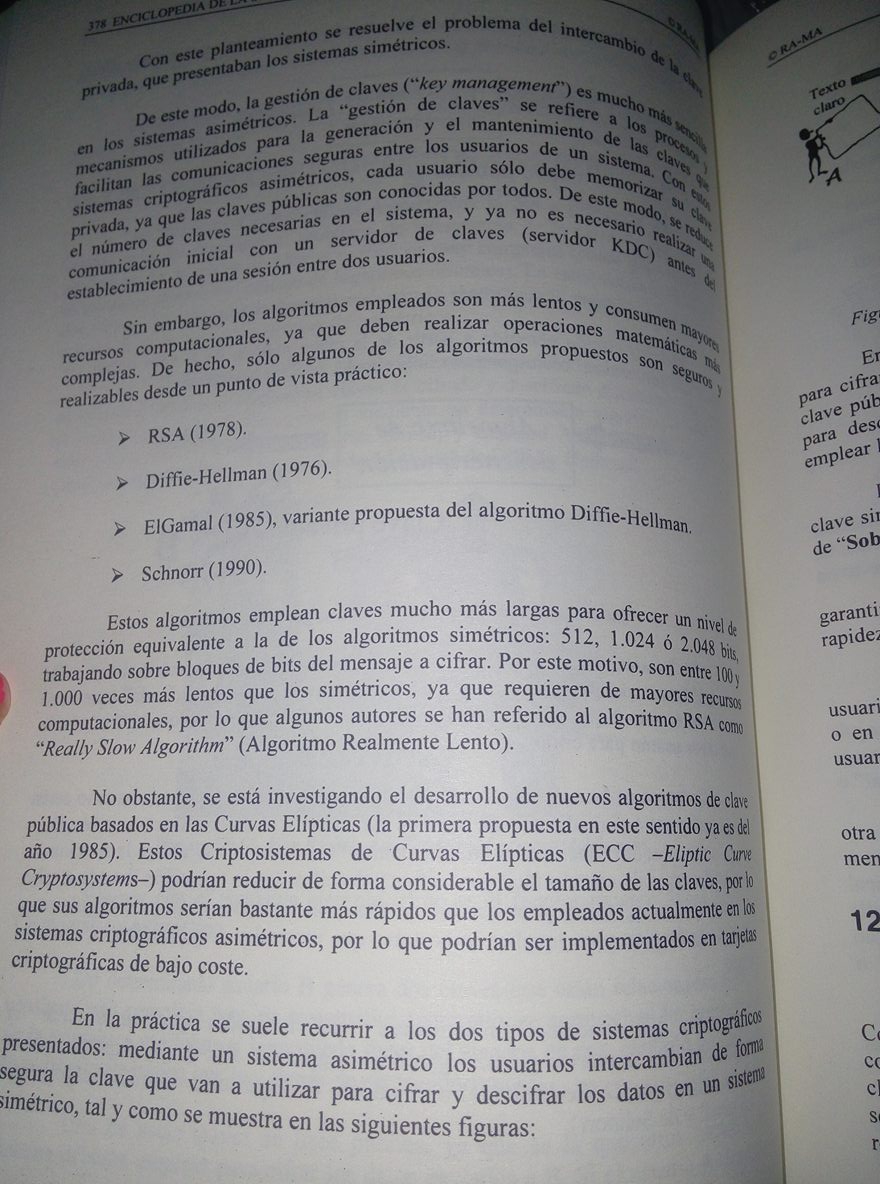 378 ENCICLOPEDIA DE LA
© RA-MA
Con este planteamiento se resuelve el problema del intercambio de la clave
privada, que presentaban los sistemas simétricos.
De este modo, la gestión de claves (“key management”) es mucho más sencilla
en los sistemas asimétricos. La “gestión de claves” se refiere a los procesos y
mecanismos utilizados para la generación y el mantenimiento de las claves que
facilitan las comunicaciones seguras entre los usuarios de un sistema. Con estos
sistemas criptográficos asimétricos, cada usuario sólo debe memorizar su clave
privada, ya que las claves públicas son conocidas por todos. De este modo, se reduce
el número de claves necesarias en el sistema, y ya no es necesario realizar una
comunicación inicial con un servidor de claves (servidor KDC) antes del
establecimiento de una sesión entre dos usuarios.
Sin embargo, los algoritmos empleados son más lentos y consumen mayores
recursos computacionales, ya que deben realizar operaciones matemáticas más
complejas. De hecho, sólo algunos de los algoritmos propuestos son seguros y
realizables desde un punto de vista práctico:
➢ RSA (1978).
➢ Diffie-Hellman (1976).
➢ ElGamal (1985), variante propuesta del algoritmo Diffie-Hellman.
➢ Schnorr (1990).
Estos algoritmos emplean claves mucho más largas para ofrecer un nivel de
protección equivalente a la de los algoritmos simétricos: 512, 1.024 ó 2.048 bits,
trabajando sobre bloques de bits del mensaje a cifrar. Por este motivo, son entre 100 y
1.000 veces más lentos que los simétricos, ya que requieren de mayores recursos
computacionales, por lo que algunos autores se han referido al algoritmo RSA como
“Really Slow Algorithm” (Algoritmo Realmente Lento).
No obstante, se está investigando el desarrollo de nuevos algoritmos de clave
pública basados en las Curvas Elípticas (la primera propuesta en este sentido ya es del
año 1985). Estos Criptosistemas de Curvas Elípticas (ECC –Eliptic Curve
Cryptosystems–) podrían reducir de forma considerable el tamaño de las claves, por lo
que sus algoritmos serían bastante más rápidos que los empleados actualmente en los
sistemas criptográficos asimétricos, por lo que podrían ser implementados en tarjetas
criptográficas de bajo coste.
En la práctica se suele recurrir a los dos tipos de sistemas criptográficos
presentados: mediante un sistema asimétrico los usuarios intercambian de forma
segura la clave que van a utilizar para cifrar y descifrar los datos en un sistema
simétrico, tal y como se muestra en las siguientes figuras:
© RA-MA
Texto
claro
A
Figu
En
para cifra
clave púb
para desc
emplear l
clave sir
de “Sob
garanti
rapidez
usuari
o en
usuar
otra
men
12